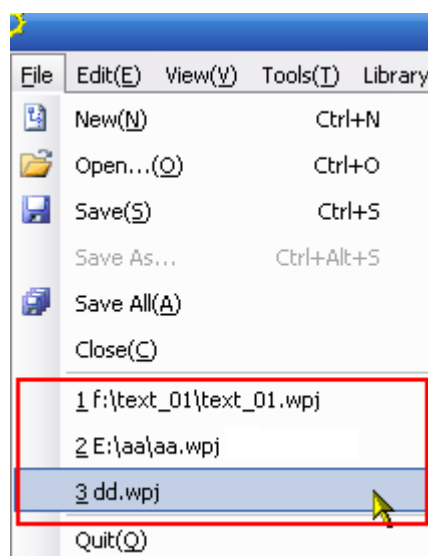 File Edit(E) View(V) Tools(T) Library
New(N) Ctrl+N
Open...(O) Ctrl+O
Save(S) Ctrl+S
Save As... Ctrl+Alt+S
Save All(A)
Close(C)
1 f:\text_01\text_01.wpj
2 E:\aa\aa.wpj
3 dd.wpj
Quit(Q)